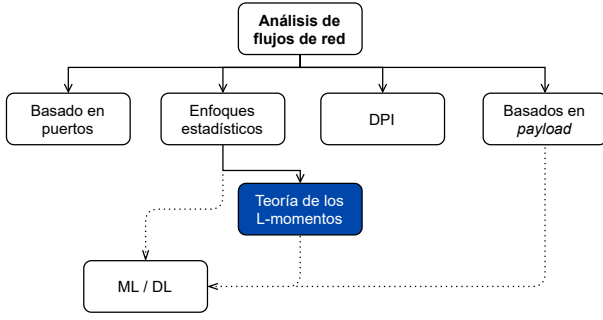 Análisis de
flujos de red
Basado en
puertos
Enfoques
estadísticos
DPI
Basados en
payload
Teoría de los
L-momentos
ML / DL